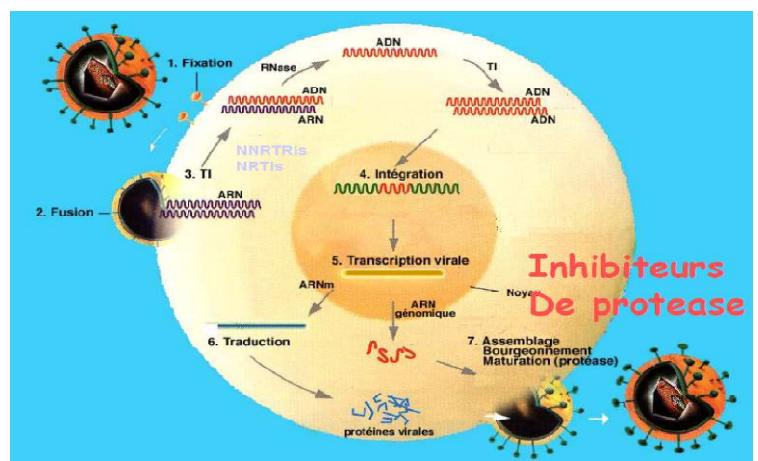 1. Fixation
RNase
ADN
TI
ADN
ARN
ADN
ADN
NNRTRis
NRTIs
3. TI
ARN
2. Fusion
4. Intégration
5. Transcription virale
ARNm
ARN
génomique
Noyau
Inhibiteurs
De protease
6. Traduction
7. Assemblage
Bourgeonnement
Maturation (protéase)
protéines virales